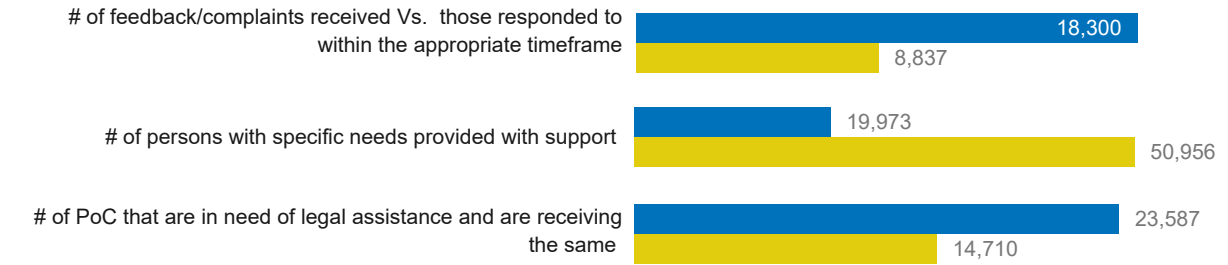 # of feedback/complaints received Vs.  those responded to
within the appropriate timeframe
18,300
8,837
# of persons with specific needs provided with support
19,973
50,956
# of PoC that are in need of legal assistance and are receiving
the same
23,587
14,710